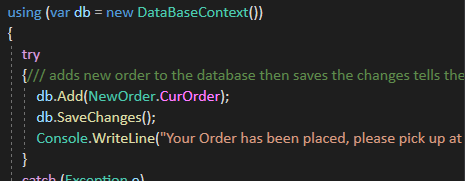 using (var db = new DataBaseContext())
{
try
{/// adds new order to the database then saves the changes tells the
db.Add(NewOrder.CurOrder);
db.SaveChanges();
Console.WriteLine("Your Order has been placed, please pick up at
}
catch (Exception e)